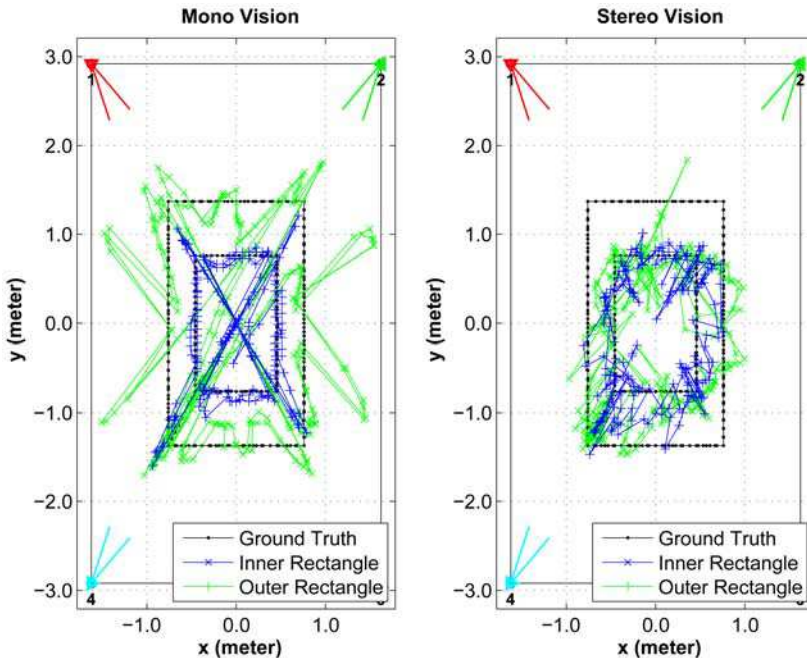 Mono Vision
Stereo Vision
3.0
2.0
1.0
0.0
−1.0
−2.0
−3.0
y (meter)
1
2
4
Ground Truth
Inner Rectangle
Outer Rectangle
−1.0
0.0
1.0
x (meter)
3.0
2.0
1.0
0.0
−1.0
−2.0
−3.0
y (meter)
1
2
4
Ground Truth
Inner Rectangle
Outer Rectangle
−1.0
0.0
1.0
x (meter)